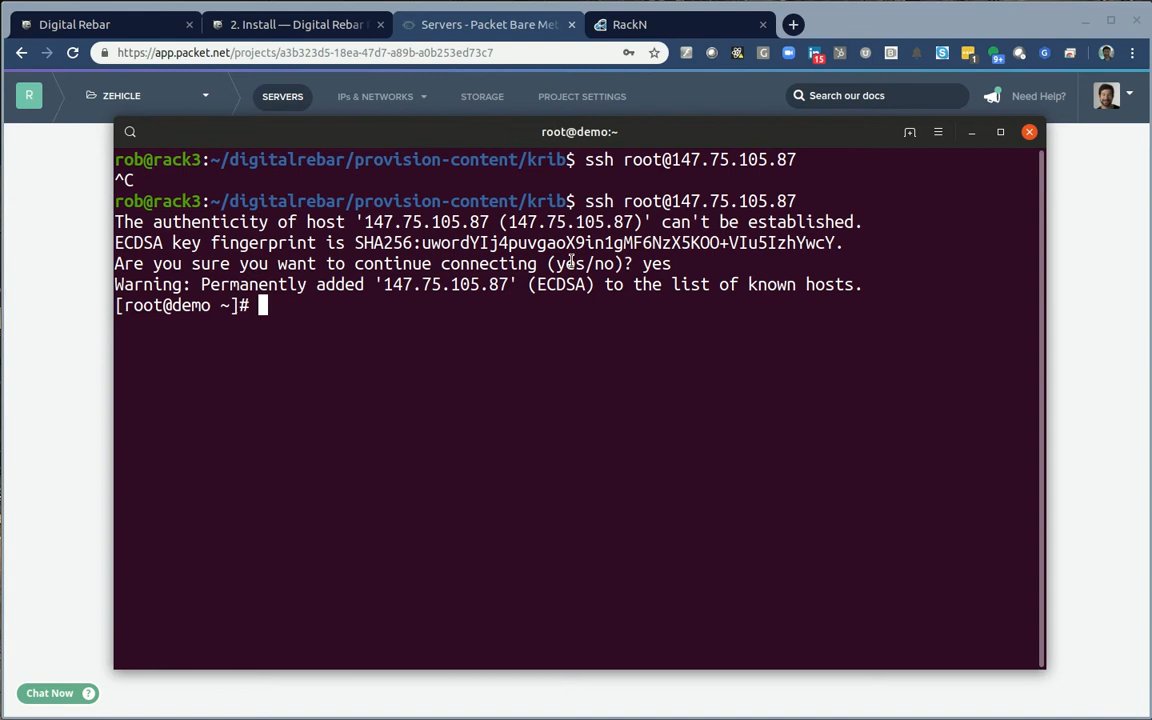 Digital Rebar
2. Install — Digital Rebar
Servers - Packet Bare Met
RackN
https://app.packet.net/projects/a3b323d5-18ea-47d7-a89b-a0b253ed73c7
15
1
9+
R
ZEHICLE
SERVERS
IPs & NETWORKS
STORAGE
PROJECT SETTINGS
Search our docs
Need Help?
root@demo:~
rob@rack3:~/digitalrebar/provision-content/krib$ ssh root@147.75.105.87
^C
rob@rack3:~/digitalrebar/provision-content/krib$ ssh root@147.75.105.87
The authenticity of host '147.75.105.87 (147.75.105.87)' can't be established.
ECDSA key fingerprint is SHA256:uwordYIj4puvgaoX9in1gMF6NzX5KOO+VIu5IzhYwcY.
Are you sure you want to continue connecting (yes/no)? yes
Warning: Permanently added '147.75.105.87' (ECDSA) to the list of known hosts.
[root@demo ~]#
Chat Now ?